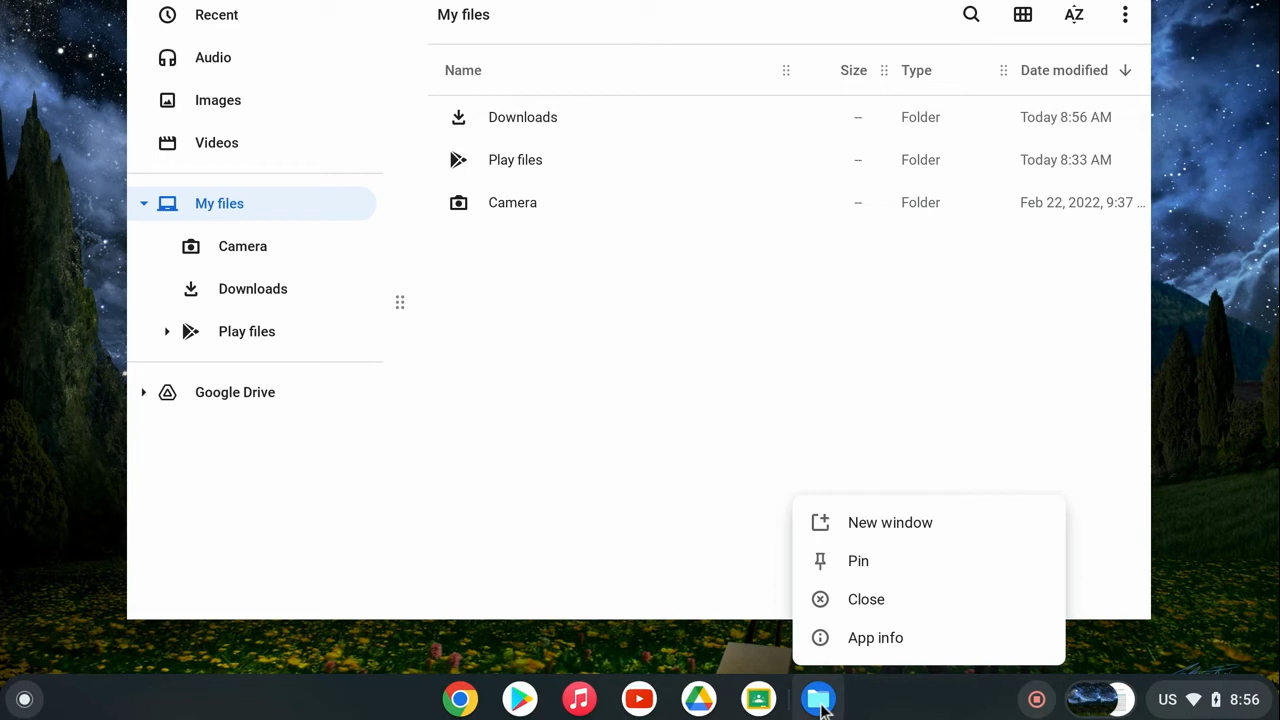 Recent
Audio
Images
Videos
My files
Camera
Downloads
Play files
Google Drive
My files
AZ
Name Size Type Date modified
Downloads -- Folder Today 8:56 AM
Play files -- Folder Today 8:33 AM
Camera -- Folder Feb 22, 2022, 9:37 ...
New window
Pin
Close
App info
US 8:56